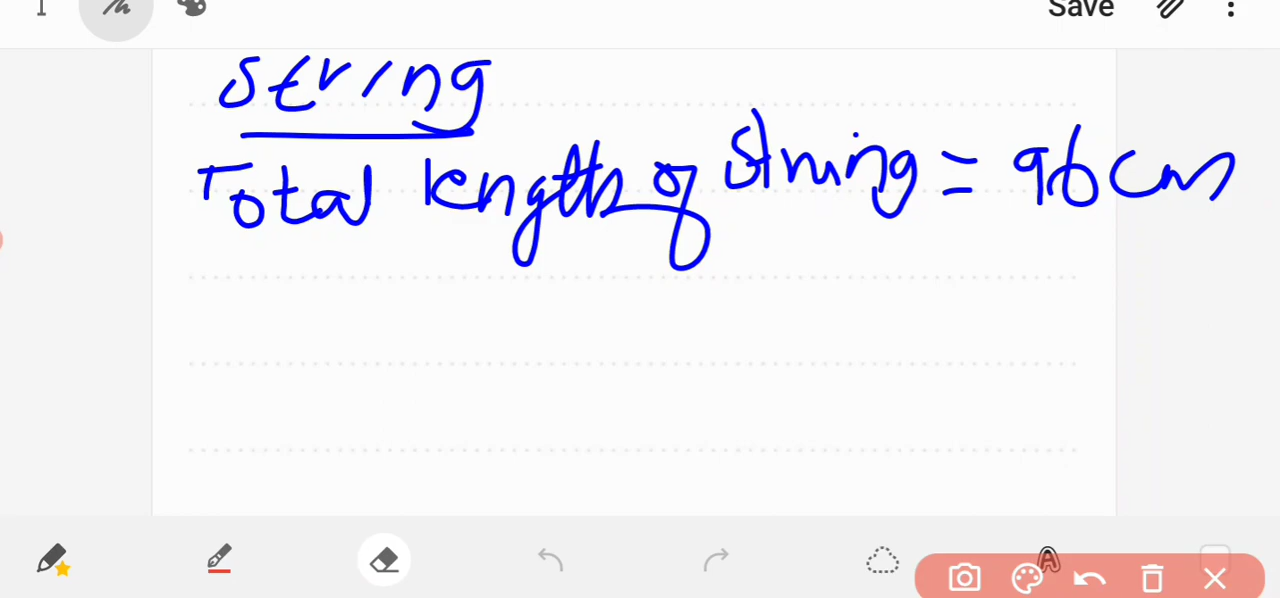 Save
String
Total length of string = 96cm